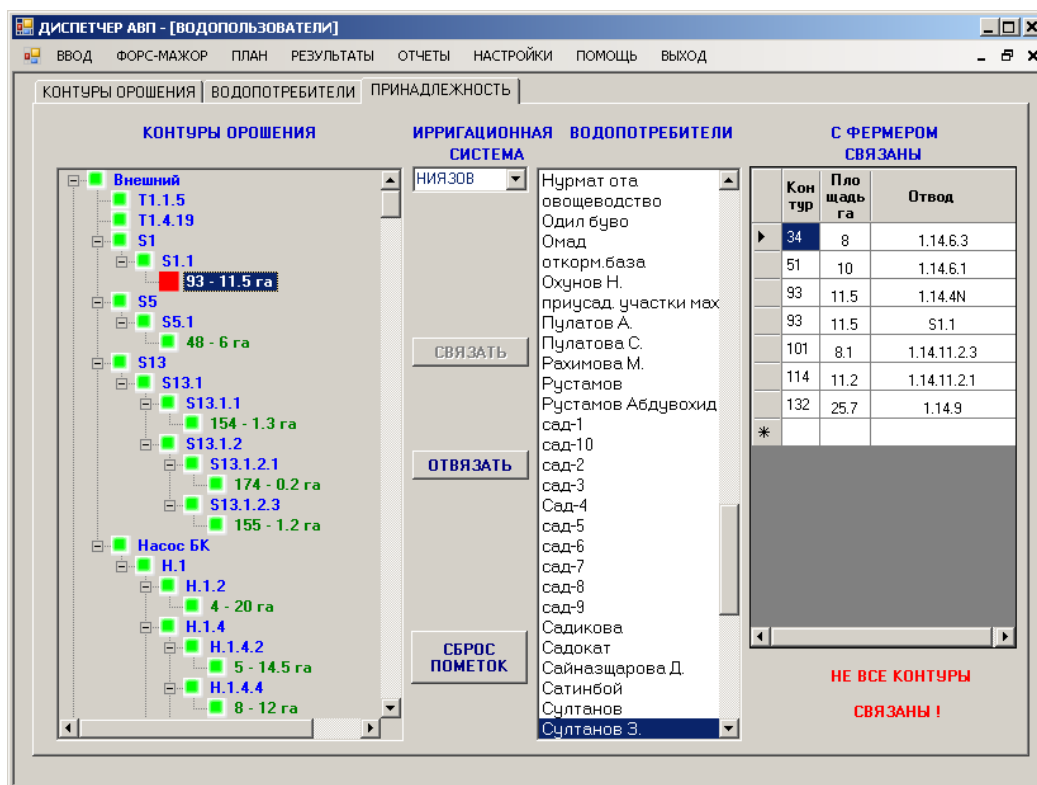 ДИСПЕТЧЕР АВП - [ВОДОПОЛЬЗОВАТЕЛИ]
ВВОД ФОРС-МАЖОР ПЛАН РЕЗУЛЬТАТЫ ОТЧЕТЫ НАСТРОЙКИ ПОМОЩЬ ВЫХОД
КОНТУРЫ ОРОШЕНИЯ ВОДОПОТРЕБИТЕЛИ ПРИНАДЛЕЖНОСТЬ
КОНТУРЫ ОРОШЕНИЯ
Внешний
T1.1.5
T1.4.19
S1
S1.1
93 - 11.5 га
S5
S5.1
48 - 6 га
S13
S13.1
S13.1.1
154 - 1.3 га
S13.1.2
S13.1.2.1
174 - 0.2 га
S13.1.2.3
155 - 1.2 га
Насос БК
Н.1
Н.1.2
4 - 20 га
Н.1.4
Н.1.4.2
5 - 14.5 га
Н.1.4.4
8 - 12 га
ИРРИГАЦИОННАЯ
СИСТЕМА
НИЯЗОВ
СВЯЗАТЬ
ОТВЯЗАТЬ
СБРОС
ПОМЕТОК
ВОДОПОТРЕБИТЕЛИ
Нурмат ота
овощеводство
Одил буво
Омад
откорм.база
Охунов Н.
приусад. участки мах
Пулатов А.
Пулатова С.
Рахимова М.
Рустамов
Рустамов Абдувохид
сад-1
сад-10
сад-2
сад-3
Сад-4
сад-5
сад-6
сад-7
сад-8
сад-9
Садикова
Садокат
Сайназщарова Д.
Сатинбой
Султанов
Султанов З.
С ФЕРМЕРОМ
СВЯЗАНЫ
Кон
тур
Пло
щадь
га
Отвод
34 8 1.14.6.3
51 10 1.14.6.1
93 11.5 1.14.4N
93 11.5 S1.1
101 8.1 1.14.11.2.3
114 11.2 1.14.11.2.1
132 25.7 1.14.9
НЕ ВСЕ КОНТУРЫ
СВЯЗАНЫ !